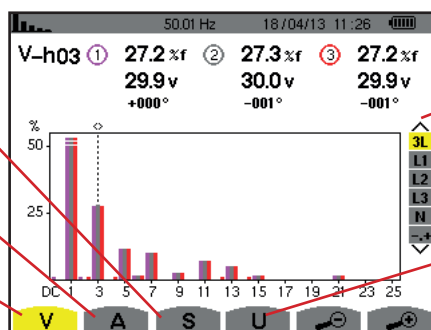 50.01 Hz 18/04/13 11:26
V-h03 1 27.2 %f 2 27.3 %f 3 27.2 %f
29.9 v 30.0 v 29.9 v
+000° -001° -001°
%
50
25
DC 1 3 5 7 9 11 13 15 17 19 21 23 25
3L
L1
L2
L3
N
-.+
V A S U